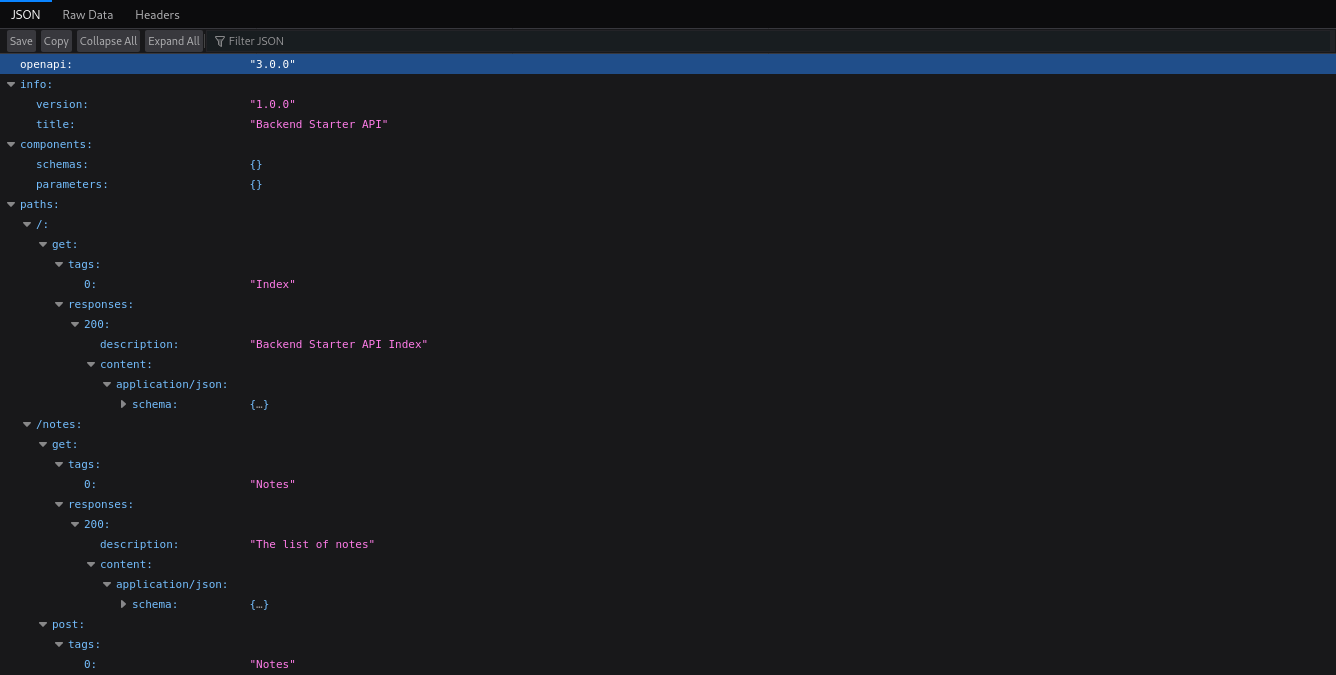 JSON Raw Data Headers
Save Copy Collapse All Expand All Filter JSON
openapi: "3.0.0"
info:
version: "1.0.0"
title: "Backend Starter API"
components:
schemas: {}
parameters: {}
paths:
/:
get:
tags:
0: "Index"
responses:
200:
description: "Backend Starter API Index"
content:
application/json:
schema: {…}
/notes:
get:
tags:
0: "Notes"
responses:
200:
description: "The list of notes"
content:
application/json:
schema: {…}
post:
tags:
0: "Notes"